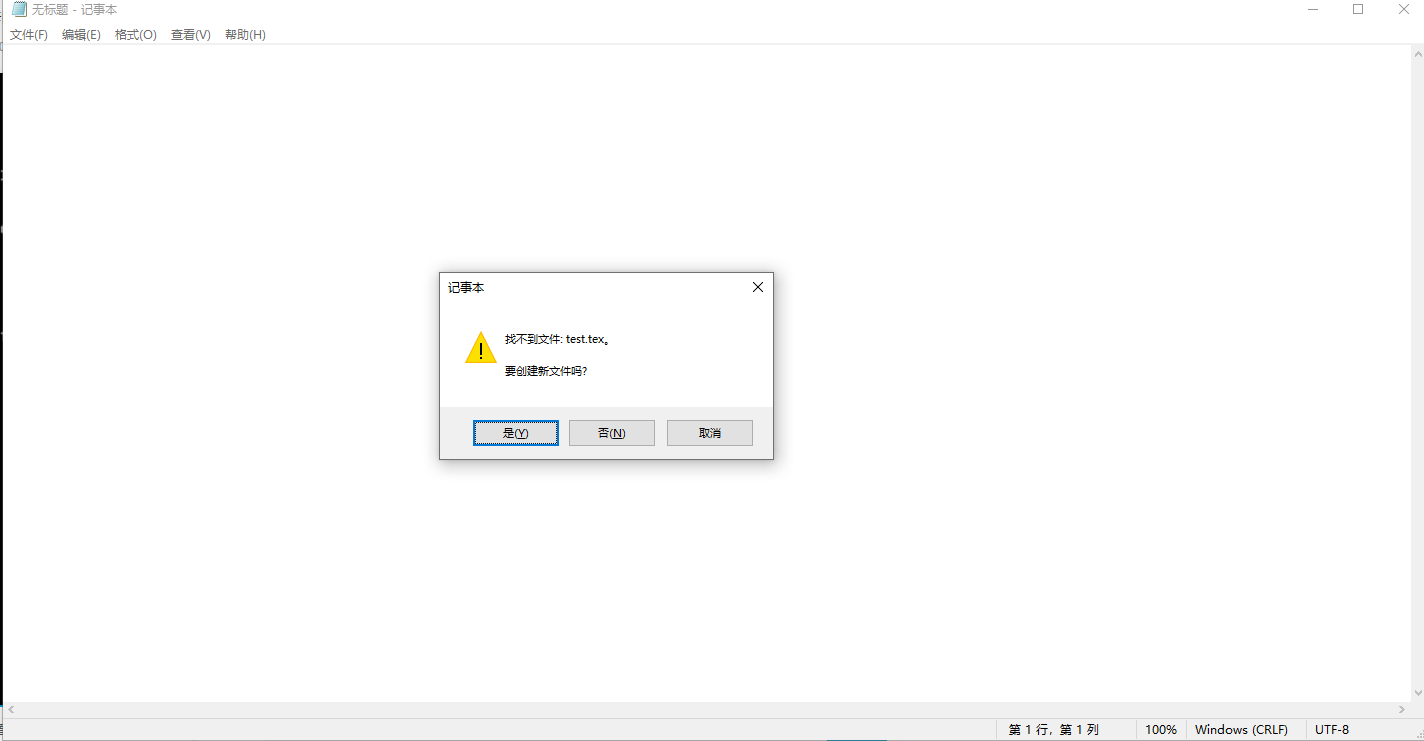 无标题 - 记事本
文件(F) 编辑(E) 格式(O) 查看(V) 帮助(H)
记事本
找不到文件: test.tex。
要创建新文件吗?
是(Y) 否(N) 取消
第 1 行，第 1 列 100% Windows (CRLF) UTF-8